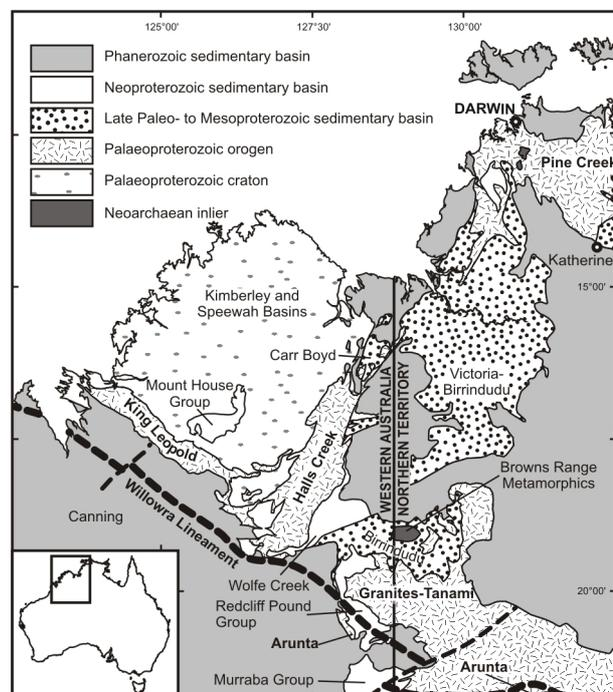 125°00'
127°30'
130°00'
Phanerozoic sedimentary basin
Neoproterozoic sedimentary basin
Late Paleo- to Mesoproterozoic sedimentary basin
Palaeoproterozoic orogen
Palaeoproterozoic craton
Neoarchaean inlier
DARWIN
Pine Creek
Katherine
15°00'
Kimberley and
Speewah Basins
Carr Boyd
Mount House
Group
King Leopold
Halls Creek
WESTERN AUSTRALIA
NORTHERN TERRITORY
Victoria-
Birrindudu
Browns Range
Metamorphics
Canning
Willowra Lineament
Birrindudu
20°00'
Wolfe Creek
Granites-Tanami
Redcliff Pound
Group
Arunta
Murraba Group
Arunta